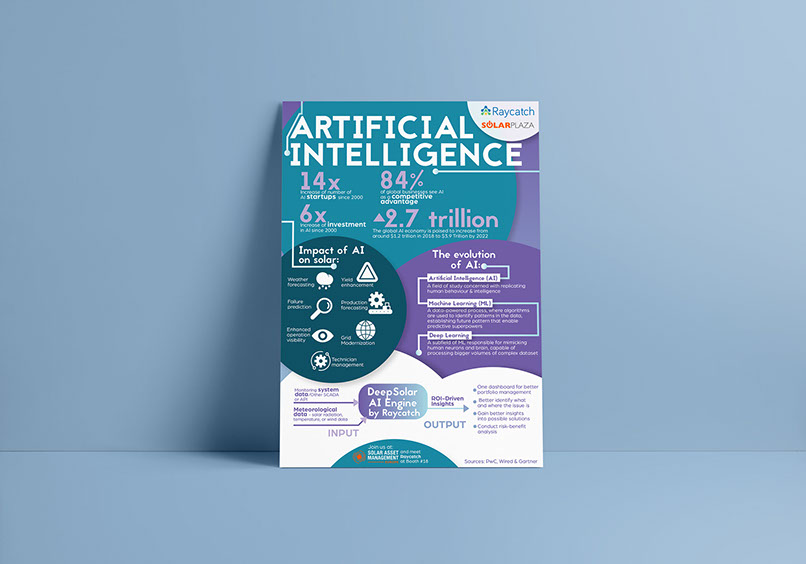 Raycatch
SOLARPLAZA
ARTIFICIAL
INTELLIGENCE
14x
Increase of number of
AI startups since 2000
84%
of global businesses see AI
as a competitive
advantage
6x
Increase of investment
in AI since 2000
2.7 trillion
The global AI economy is poised to increase from
around $1.2 trillion in 2018 to $3.9 Trillion by 2022
Impact of AI
on solar:
Weather
forecasting
Yield
enhancement
Failure
prediction
Production
forecasting
Enhanced
operation
visibility
Grid
Modernization
Technician
management
The evolution
of AI:
Artificial Intelligence (AI)
A field of study concerned with replicating
human behaviour & intelligence
Machine Learning (ML)
A data-powered process, where algorithms
are used to identify patterns in the data,
establishing future pattern that enable
predictive superpowers
Deep Learning
A subfield of ML responsible for mimicking
human neurons and brain, capable of
processing bigger volumes of complex dataset
Monitoring system
data/Other SCADA
or API
Meteorological
data - solar radiation,
temperature, or wind data
INPUT
DeepSolar
AI Engine
by Raycatch
ROI-Driven
Insights
OUTPUT
One dashboard for better
portfolio management
Better identify what
and where the issue is
Gain better insights
into possible solutions
Conduct risk-benefit
analysis
Join us at:
SOLAR ASSET
MANAGEMENT
and meet
Raycatch
at Booth #18
Sources: PwC, Wired & Gartner